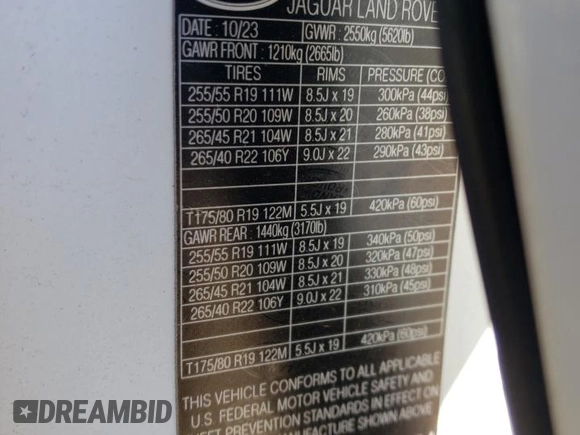 JAGUAR LAND ROVE
DATE : 10/23 GVWR : 2550kg (5620lb)
GAWR FRONT : 1210kg (2665lb)
TIRES RIMS PRESSURE (CO
255/55 R19 111W 8.5J x 19 300kPa (44psi)
255/50 R20 109W 8.5J x 20 260kPa (38psi)
265/45 R21 104W 8.5J x 21 280kPa (41psi)
265/40 R22 106Y 9.0J x 22 290kPa (43psi)
T175/80 R19 122M 5.5J x 19 420kPa (60psi)
GAWR REAR : 1440kg (3170lb)
255/55 R19 111W 8.5J x 19 340kPa (50psi)
255/50 R20 109W 8.5J x 20 320kPa (47psi)
265/45 R21 104W 8.5J x 21 330kPa (48psi)
265/40 R22 106Y 9.0J x 22 310kPa (45psi)
T175/80 R19 122M 5.5J x 19 420kPa (60psi)
THIS VEHICLE CONFORMS TO ALL APPLICABLE
U.S. FEDERAL MOTOR VEHICLE SAFETY AND
THEFT PREVENTION STANDARDS IN EFFECT ON
MANUFACTURE SHOWN ABOVE
DREAMBID